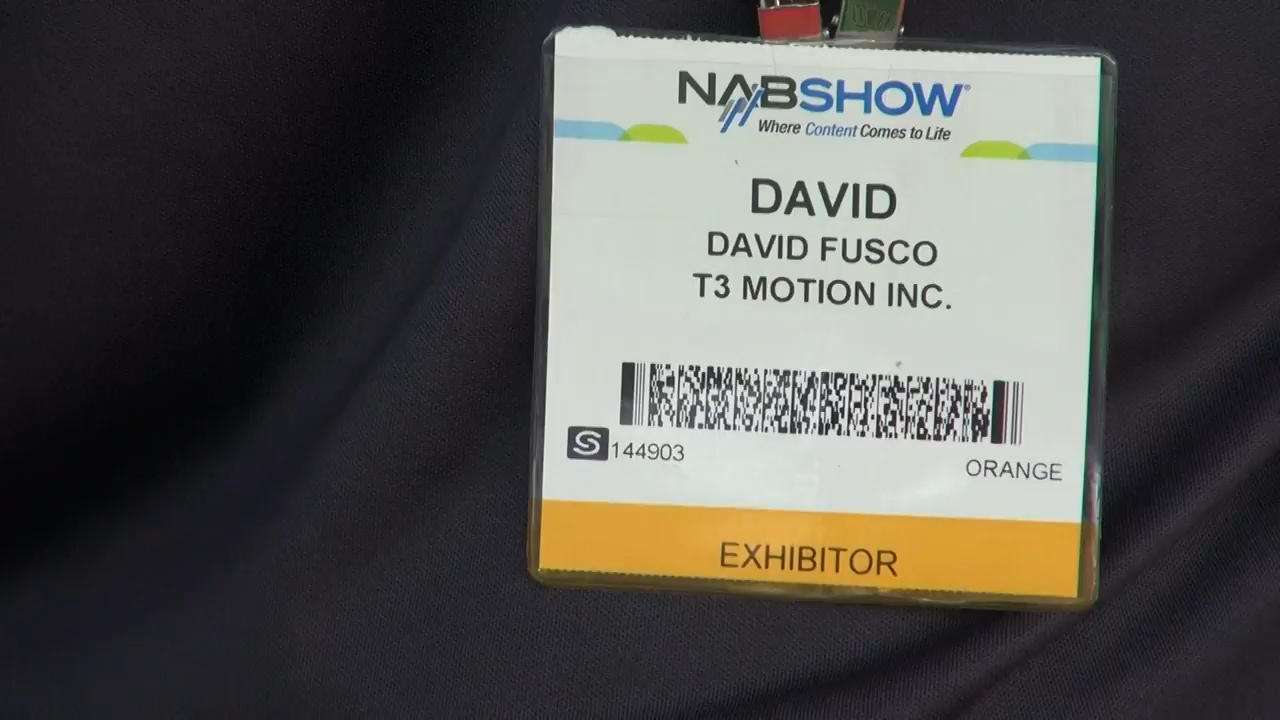 NABSHOW®
Where Content Comes to Life
DAVID
DAVID FUSCO
T3 MOTION INC.
S 144903
ORANGE
EXHIBITOR